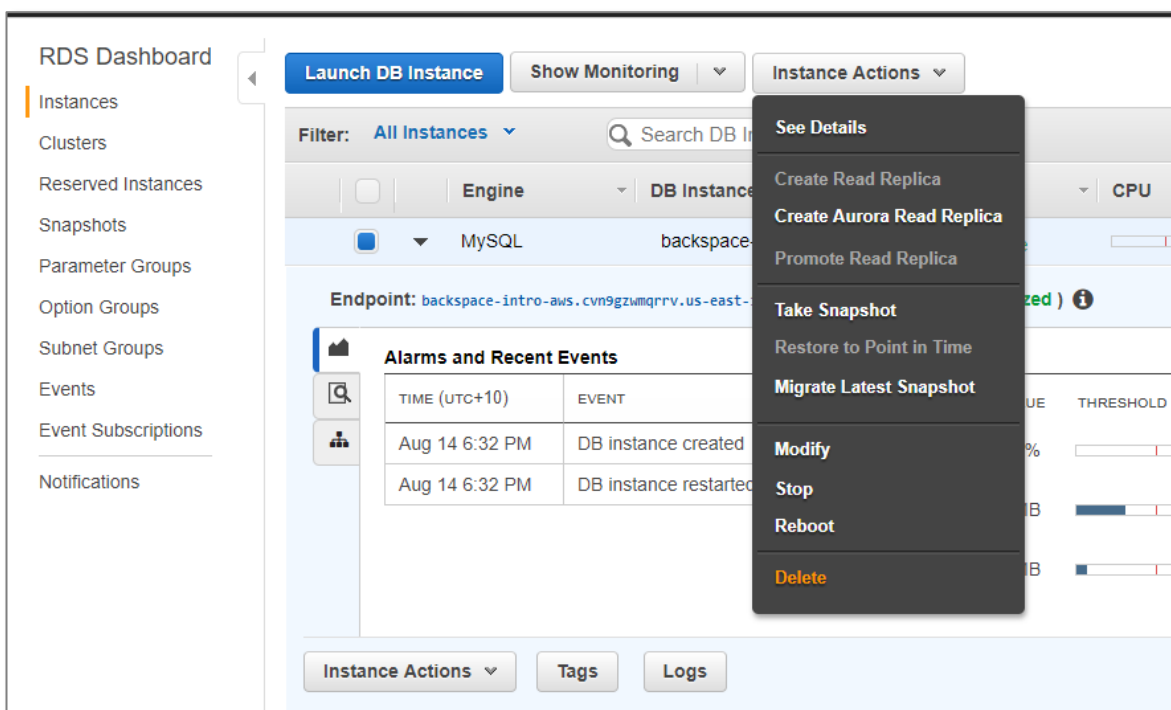 RDS Dashboard
Instances
Clusters
Reserved Instances
Snapshots
Parameter Groups
Option Groups
Subnet Groups
Events
Event Subscriptions
Notifications
Launch DB Instance
Show Monitoring
Instance Actions
Filter: All Instances
Search DB
Engine
DB Instance
CPU
MySQL
backspace-
Endpoint: backspace-intro-aws.cvn9gzwmqrrv.us-east-
zed )
Alarms and Recent Events
TIME (UTC+10) EVENT
Aug 14 6:32 PM DB instance created
Aug 14 6:32 PM DB instance restarted
UE THRESHOLD
%
MB
MB
See Details
Create Read Replica
Create Aurora Read Replica
Promote Read Replica
Take Snapshot
Restore to Point in Time
Migrate Latest Snapshot
Modify
Stop
Reboot
Delete
Instance Actions
Tags
Logs